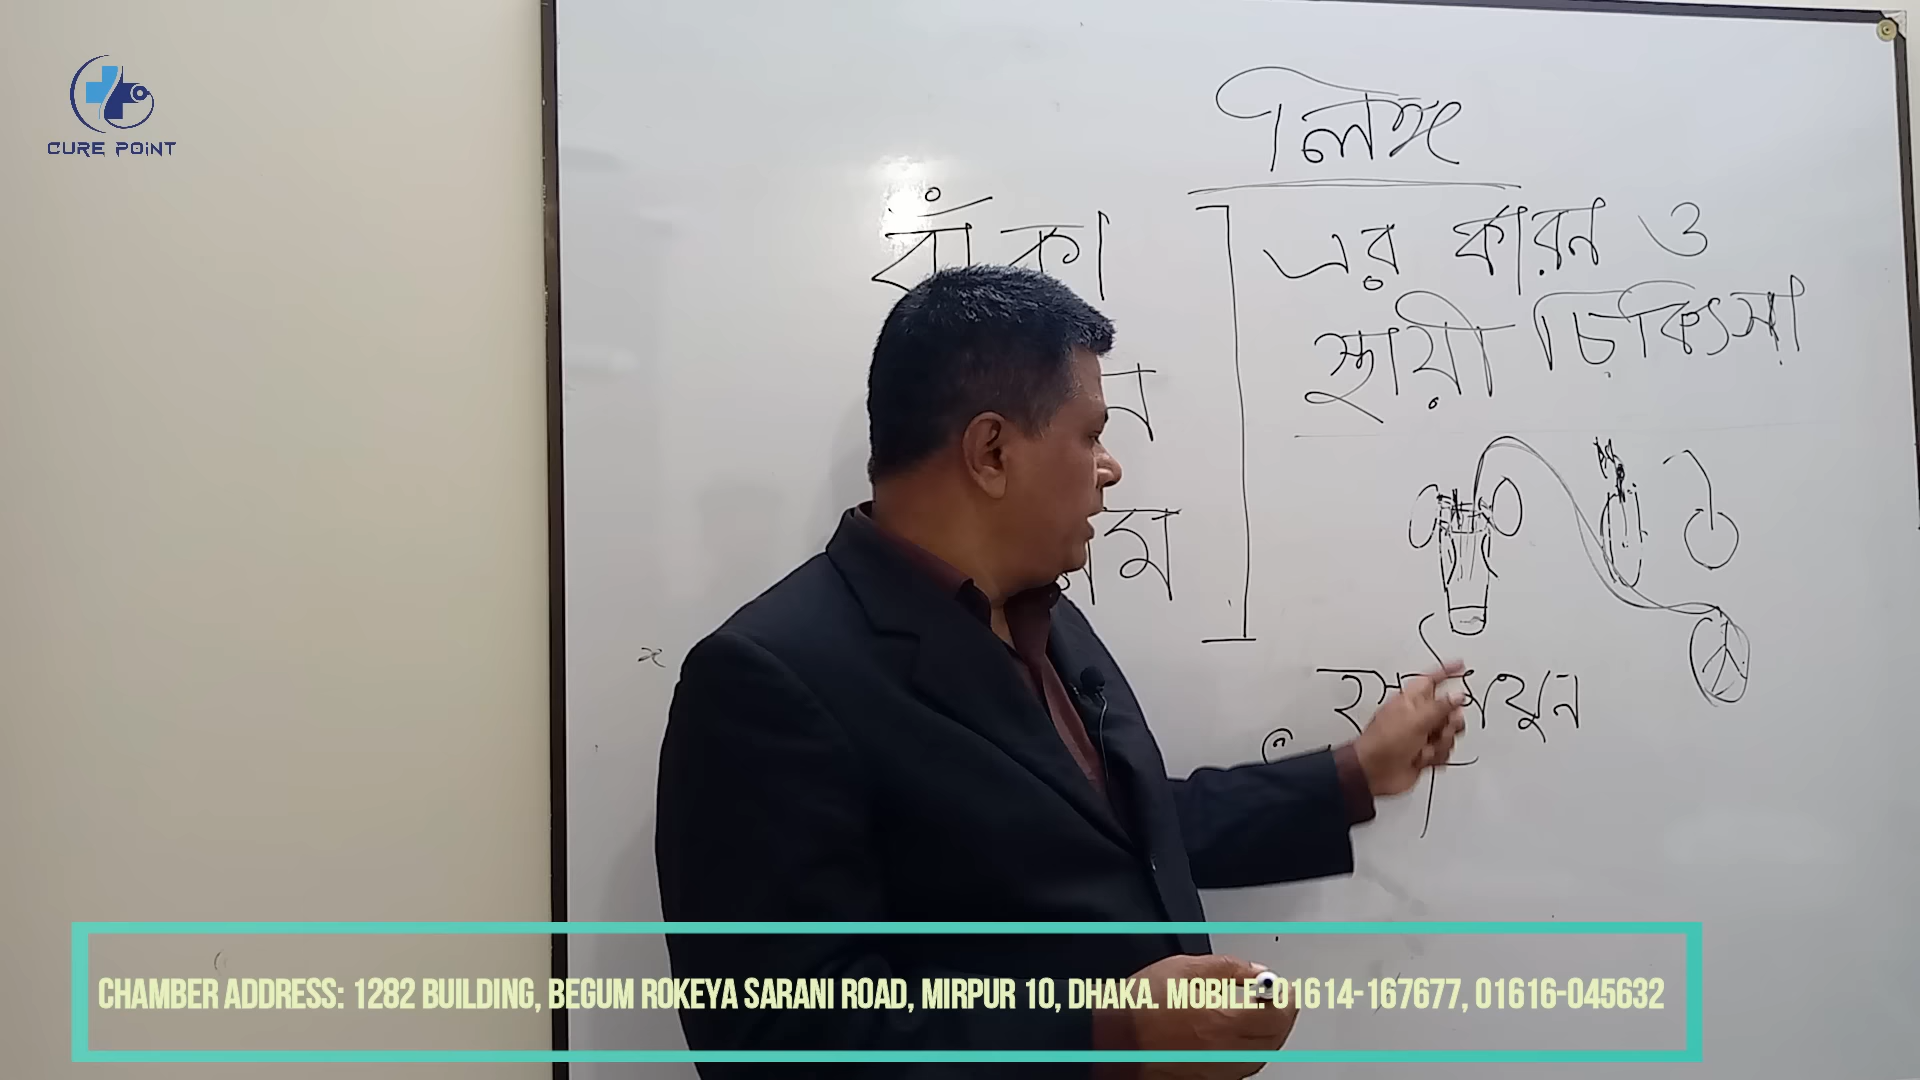 CURE POiNT
লিঙ্গ
বাঁকা
এর কারন ও
স্থায়ী চিকিৎসা
CHAMBER ADDRESS: 1282 BUILDING, BEGUM ROKEYA SARANI ROAD, MIRPUR 10, DHAKA. MOBILE: 01614-167677, 01616-045632